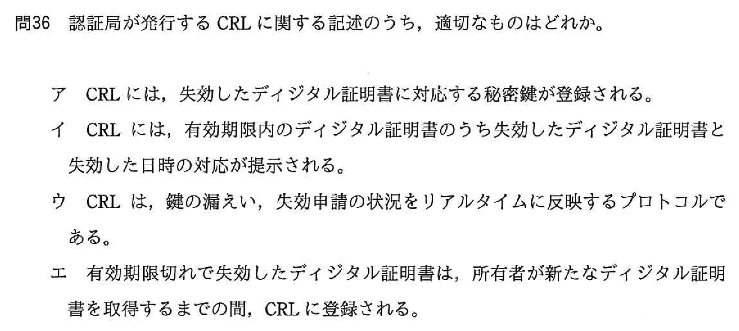 問36 認証局が発行する CRL に関する記述のうち，適切なものはどれか。
ア CRL には，失効したディジタル証明書に対応する秘密鍵が登録される。
イ CRL には，有効期限内のディジタル証明書のうち失効したディジタル証明書と
失効した日時の対応が提示される。
ウ CRL は，鍵の漏えい，失効申請の状況をリアルタイムに反映するプロトコルで
ある。
エ 有効期限切れで失効したディジタル証明書は，所有者が新たなディジタル証明
書を取得するまでの間，CRL に登録される。